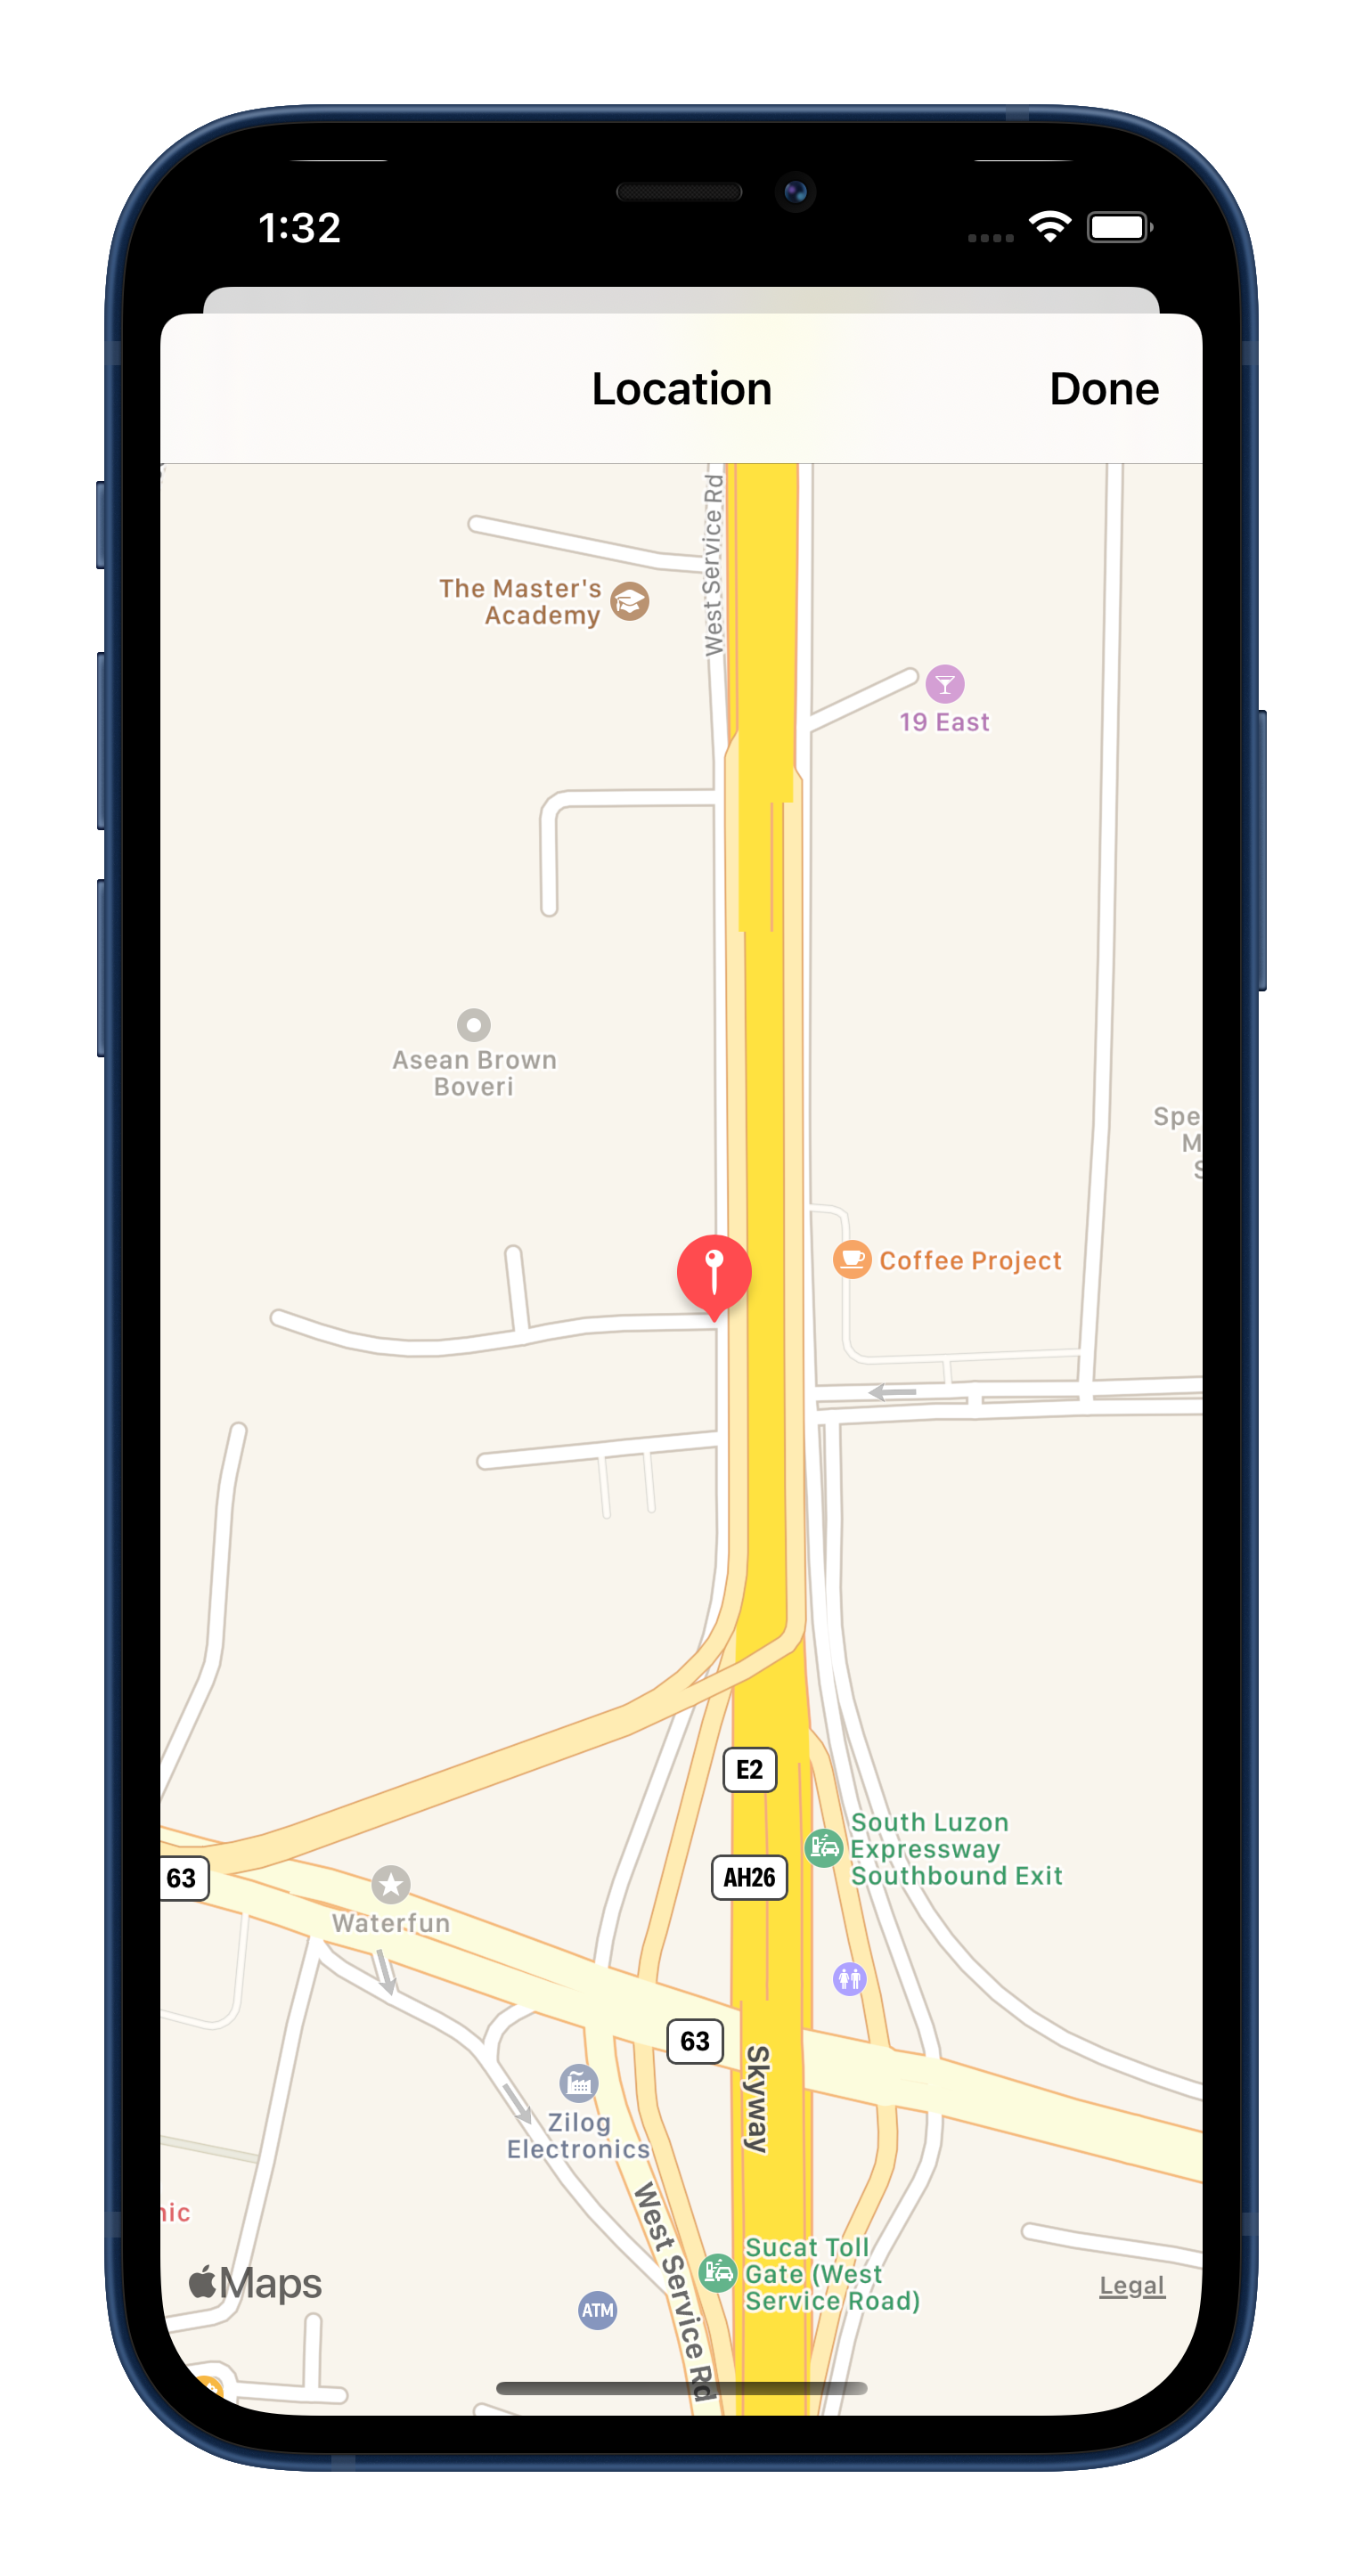 1:32
Location
Done
West Service Rd
The Master's
Academy
19 East
Asean Brown
Boveri
Spe
M
Coffee Project
E2
South Luzon
Expressway
Southbound Exit
AH26
63
Waterfun
63
Skyway
Zilog
Electronics
West Service Rd
nic
Sucat Toll
Gate (West
Service Road)
Maps
Legal
ATM